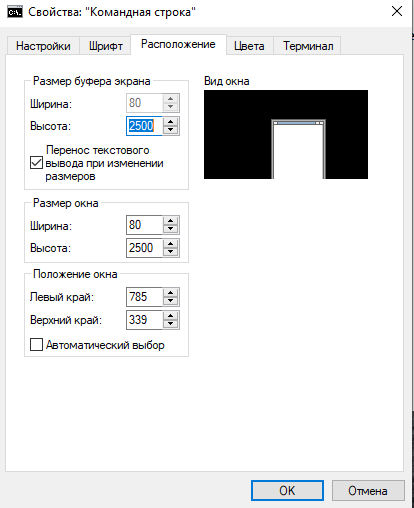 Свойства: "Командная строка"
Настройки Шрифт Расположение Цвета Терминал
Размер буфера экрана
Ширина: 80
Высота: 2500
Перенос текстового
вывода при изменении
размеров
Размер окна
Ширина: 80
Высота: 2500
Положение окна
Левый край: 785
Верхний край: 339
Автоматический выбор
Вид окна
OK Отмена